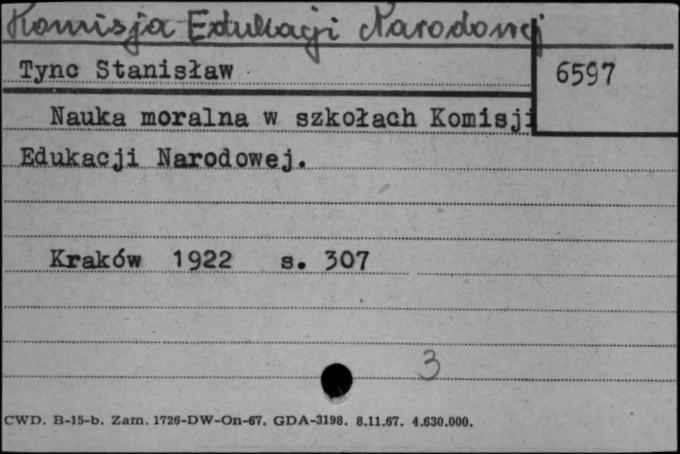 Komisja Edukacji Narodowej
Tync Stanisław
6597
Nauka moralna w szkołach Komisji
Edukacji Narodowej.
Kraków 1922 s. 307
3
CWD. B-15-b. Zam. 1726-DW-On-67. GDA-3198. 8.11.67. 4.630.000.